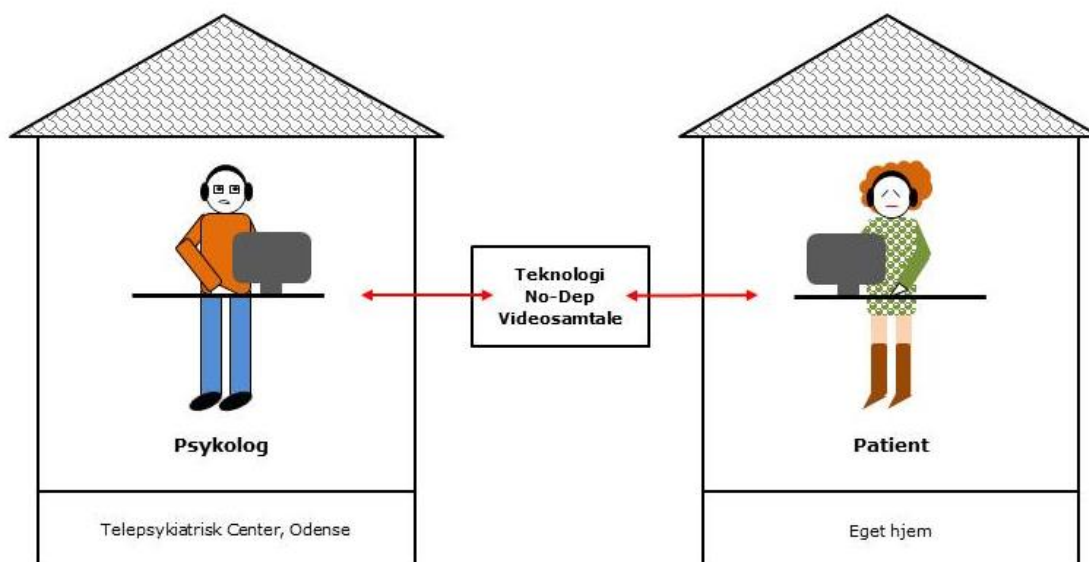 Teknologi
No-Dep
Videosamtale
Psykolog
Patient
Telepsykiatrisk Center, Odense
Eget hjem